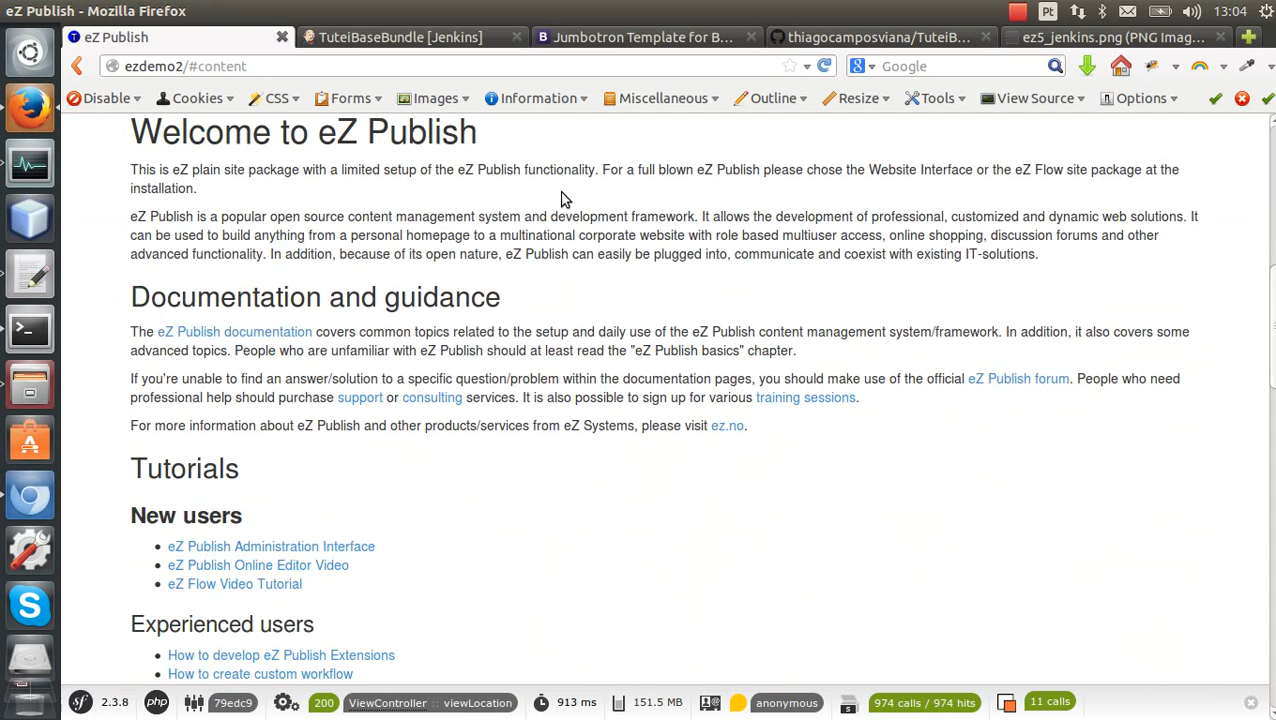 eZ Publish - Mozilla Firefox
Pt
13:04
eZ Publish
TuteiBaseBundle [Jenkins]
Jumbotron Template for B...
thiagocamposviana/TuteiB...
ez5_jenkins.png (PNG Imag...
ezdemo2/#content
Google
Disable
Cookies
CSS
Forms
Images
Information
Miscellaneous
Outline
Resize
Tools
View Source
Options
Welcome to eZ Publish
This is eZ plain site package with a limited setup of the eZ Publish functionality. For a full blown eZ Publish please chose the Website Interface or the eZ Flow site package at the
installation.
eZ Publish is a popular open source content management system and development framework. It allows the development of professional, customized and dynamic web solutions. It
can be used to build anything from a personal homepage to a multinational corporate website with role based multiuser access, online shopping, discussion forums and other
advanced functionality. In addition, because of its open nature, eZ Publish can easily be plugged into, communicate and coexist with existing IT-solutions.
Documentation and guidance
The eZ Publish documentation covers common topics related to the setup and daily use of the eZ Publish content management system/framework. In addition, it also covers some
advanced topics. People who are unfamiliar with eZ Publish should at least read the "eZ Publish basics" chapter.
If you're unable to find an answer/solution to a specific question/problem within the documentation pages, you should make use of the official eZ Publish forum. People who need
professional help should purchase support or consulting services. It is also possible to sign up for various training sessions.
For more information about eZ Publish and other products/services from eZ Systems, please visit ez.no.
Tutorials
New users
eZ Publish Administration Interface
eZ Publish Online Editor Video
eZ Flow Video Tutorial
Experienced users
How to develop eZ Publish Extensions
How to create custom workflow
sf 2.3.8 php 79edc9 200 ViewController :: viewLocation 913 ms 151.5 MB anonymous 974 calls / 974 hits 11 calls